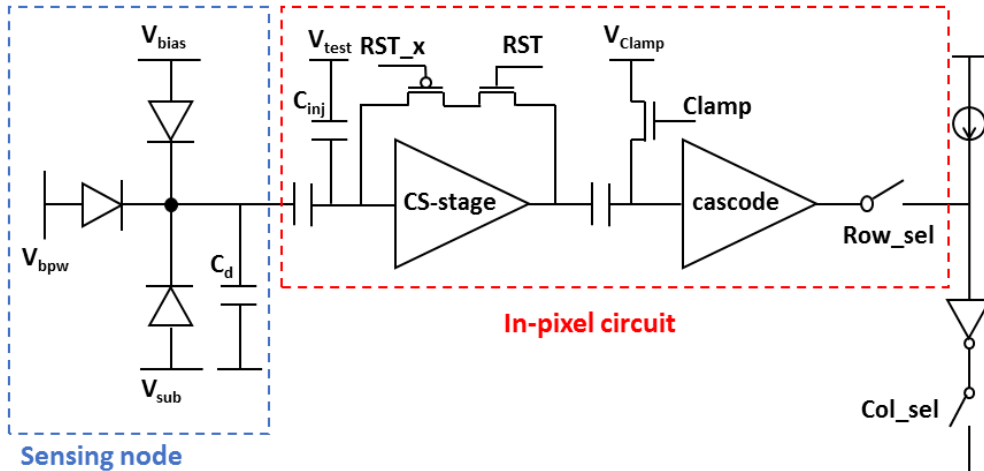 V_bias
V_bpw
V_sub
C_d
Sensing node
V_test
C_inj
RST_x
RST
CS-stage
V_Clamp
Clamp
cascode
Row_sel
In-pixel circuit
Col_sel